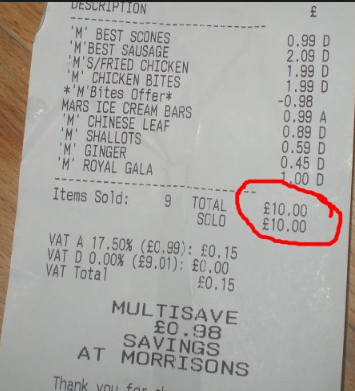 DESCRIPTION £
'M' BEST SCONES 0.99 D
'M'BEST SAUSAGE 2.09 D
'M'S/FRIED CHICKEN 1.99 D
'M' CHICKEN BITES 1.99 D
*'M'Bites Offer* -0.98
MARS ICE CREAM BARS 0.99 A
'M' CHINESE LEAF 0.89 D
'M' SHALLOTS 0.59 D
'M' GINGER 0.45 D
'M' ROYAL GALA 1.00 D
Items Sold: 9 TOTAL £10.00
SOLD £10.00
VAT A 17.50% (£0.99): £0.15
VAT D 0.00% (£9.01): £0.00
VAT Total £0.15
MULTISAVE
£0.98
SAVINGS
AT MORRISONS
Thank you for